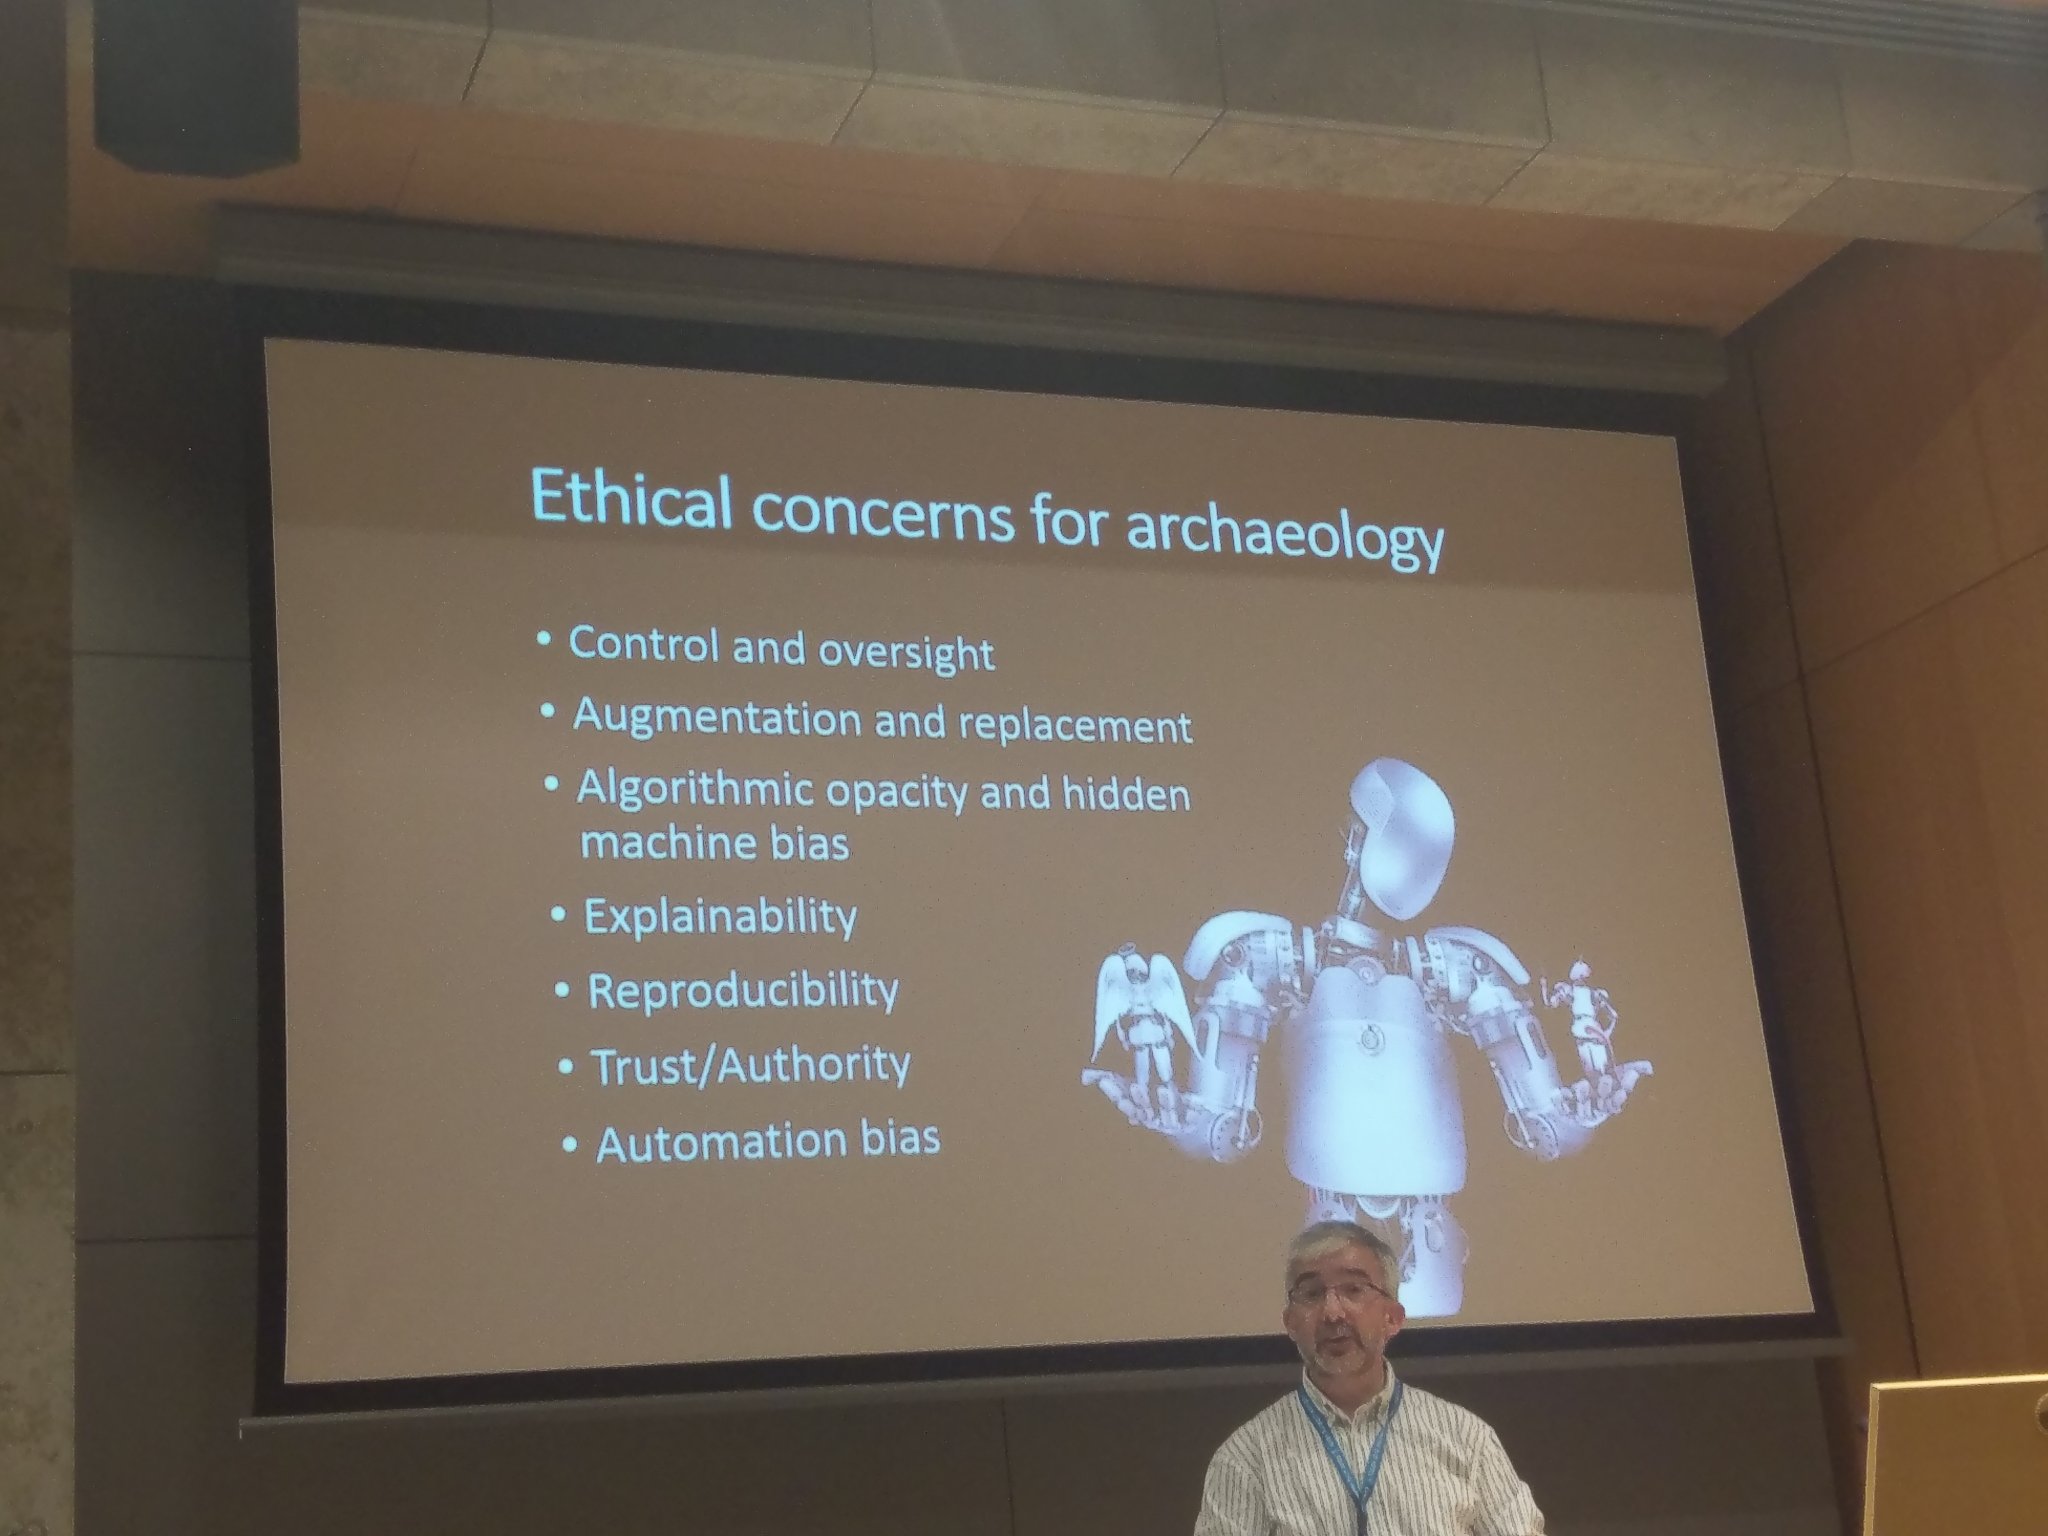 Ethical concerns for archaeology
• Control and oversight
• Augmentation and replacement
• Algorithmic opacity and hidden
machine bias
• Explainability
• Reproducibility
• Trust/Authority
• Automation bias